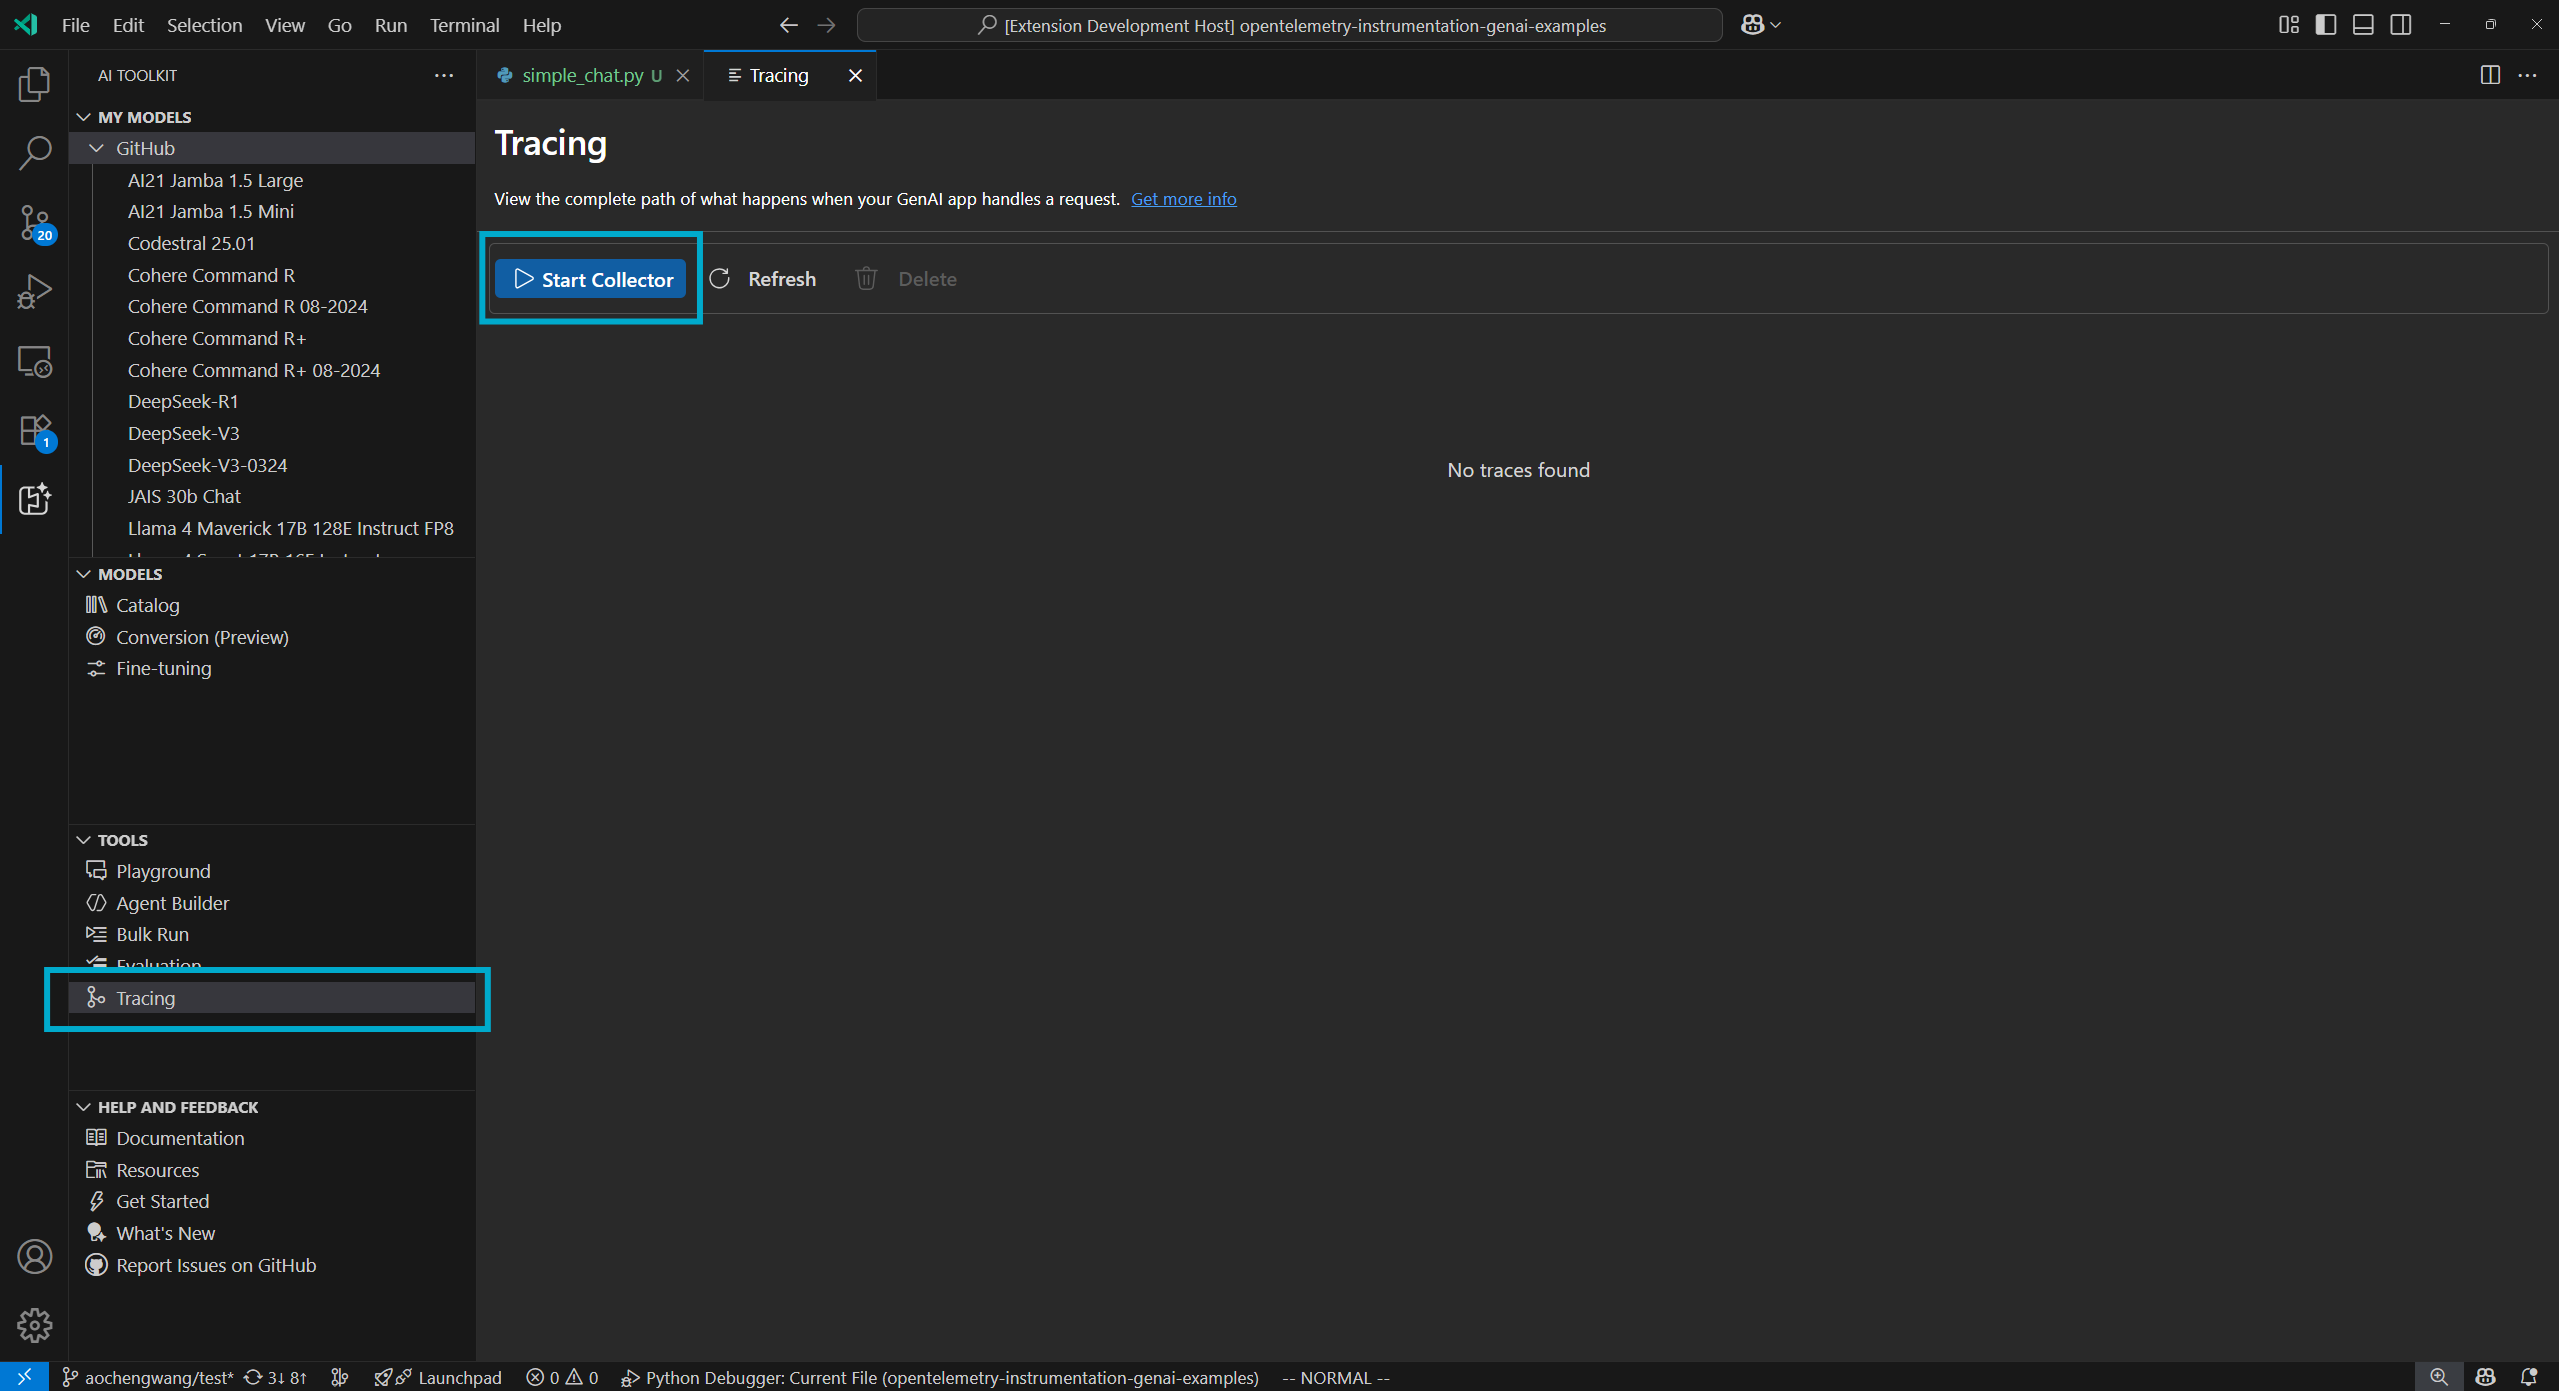 File Edit Selection View Go Run Terminal Help
[Extension Development Host] opentelemetry-instrumentation-genai-examples
AI TOOLKIT
MY MODELS
GitHub
AI21 Jamba 1.5 Large
AI21 Jamba 1.5 Mini
Codestral 25.01
Cohere Command R
Cohere Command R 08-2024
Cohere Command R+
Cohere Command R+ 08-2024
DeepSeek-R1
DeepSeek-V3
DeepSeek-V3-0324
JAIS 30b Chat
Llama 4 Maverick 17B 128E Instruct FP8
MODELS
Catalog
Conversion (Preview)
Fine-tuning
TOOLS
Playground
Agent Builder
Bulk Run
Evaluation
Tracing
HELP AND FEEDBACK
Documentation
Resources
Get Started
What's New
Report Issues on GitHub
20
1
simple_chat.py U
Tracing
Tracing
View the complete path of what happens when your GenAI app handles a request. Get more info
Start Collector Refresh Delete
No traces found
aochengwang/test* 3↓ 8↑ Launchpad 0 0 Python Debugger: Current File (opentelemetry-instrumentation-genai-examples) -- NORMAL --